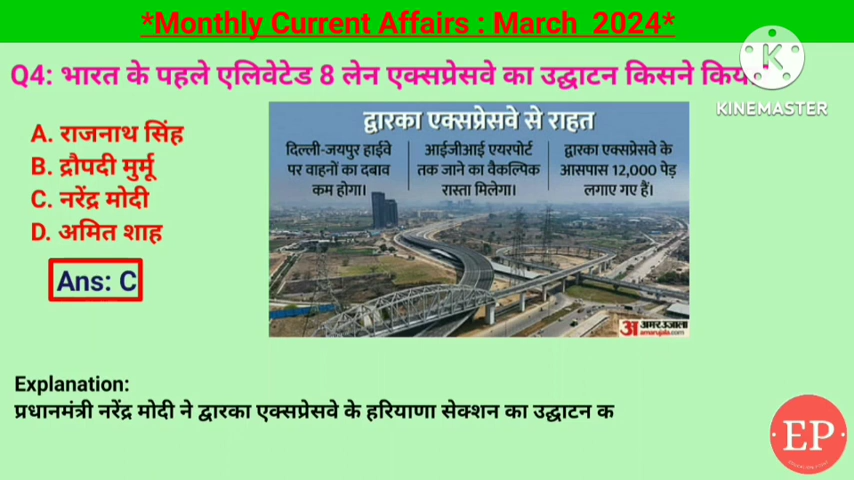 *Monthly Current Affairs : March 2024*
Q4: भारत के पहले एलिवेटेड 8 लेन एक्सप्रेसवे का उद्घाटन किसने
KINEMASTER
A. राजनाथ सिंह
B. द्रौपदी मुर्मू
C. नरेंद्र मोदी
D. अमित शाह
Ans: C
द्वारका एक्सप्रेसवे से राहत
दिल्ली-जयपुर हाईवे
पर वाहनों का दबाव
कम होगा।
आईजीआई एयरपोर्ट
तक जाने का वैकल्पिक
रास्ता मिलेगा।
द्वारका एक्सप्रेसवे के
आसपास 12,000 पेड़
लगाए गए हैं।
अमर उजाला
amarujala.com
Explanation:
प्रधानमंत्री नरेंद्र मोदी ने द्वारका एक्सप्रेसवे के हरियाणा सेक्शन का उद्घाटन क
EP